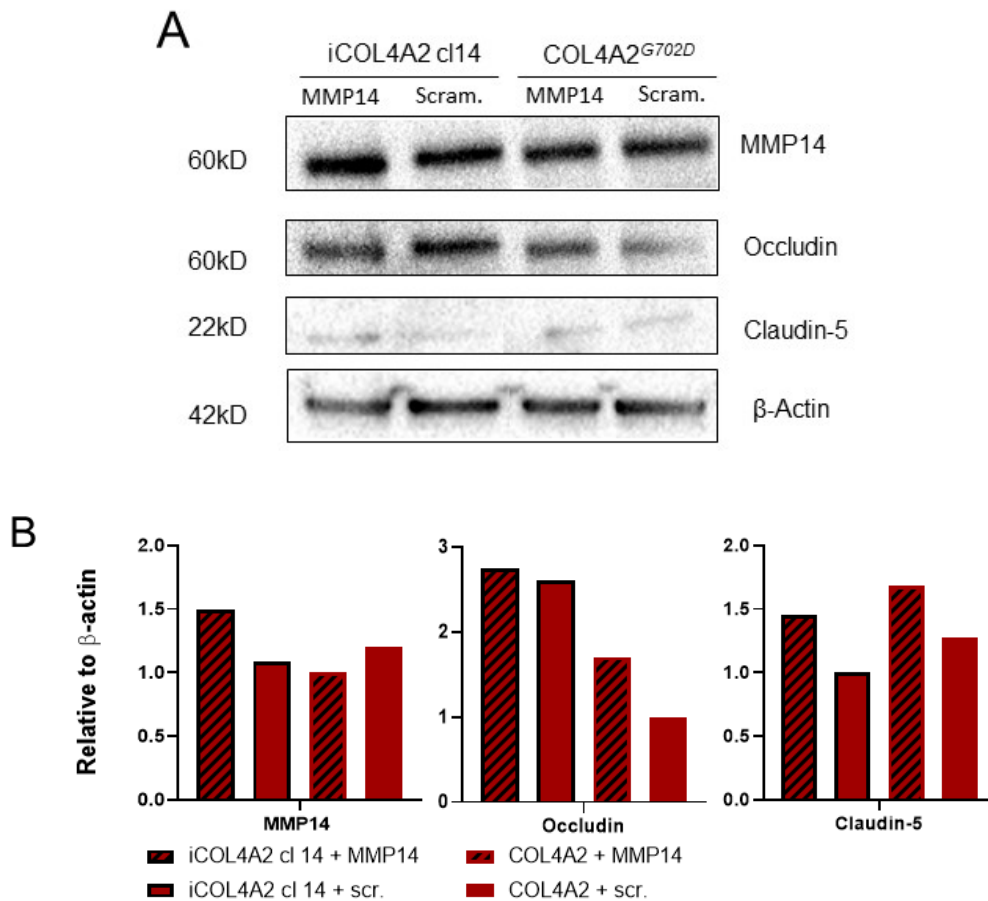 A
iCOL4A2 cl14 COL4A2G702D
MMP14 Scram. MMP14 Scram.
60kD MMP14
60kD Occludin
22kD Claudin-5
42kD β-Actin
B
Relative to β-actin
2.0 3 2.0
1.5 2 1.5
1.0 1.0
0.5 1 0.5
0.0 0 0.0
MMP14 Occludin Claudin-5
iCOL4A2 cl 14 + MMP14 COL4A2 + MMP14
iCOL4A2 cl 14 + scr. COL4A2 + scr.